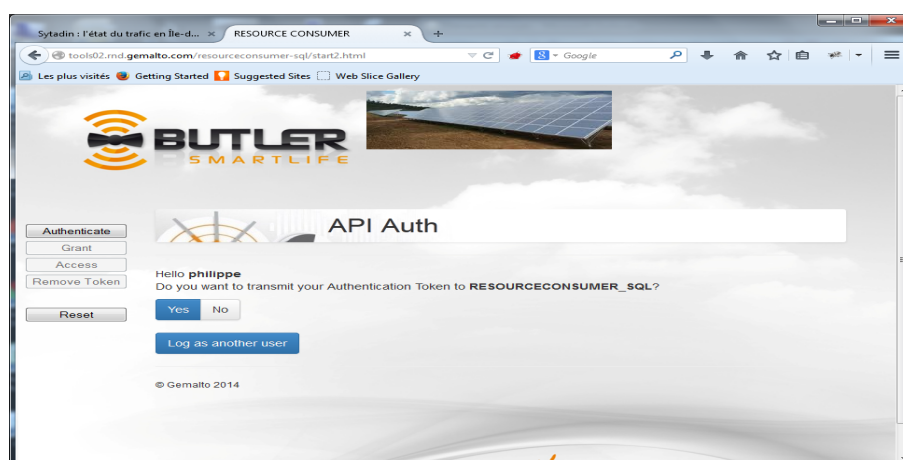 Sytadin : l'état du trafic en Île-d... ×
RESOURCE CONSUMER ×
tools02.rnd.gemalto.com/resourceconsumer-sql/start2.html
Google
Les plus visités
Getting Started
Suggested Sites
Web Slice Gallery
BUTLER
SMARTLIFE
API Auth
Authenticate
Grant
Access
Remove Token
Reset
Hello philippe
Do you want to transmit your Authentication Token to RESOURCECONSUMER_SQL?
Yes
No
Log as another user
© Gemalto 2014